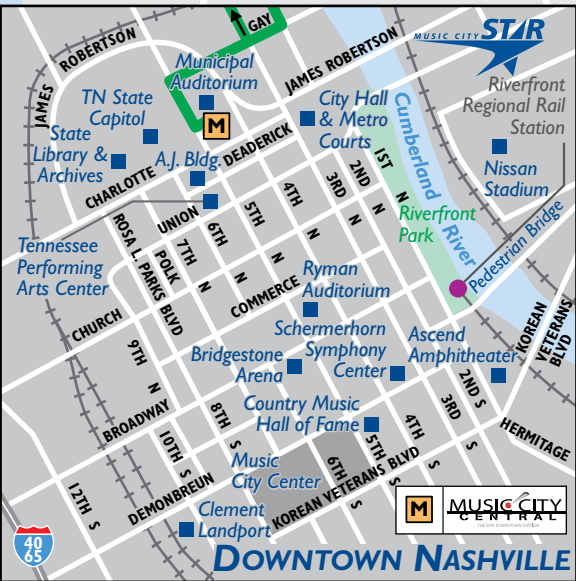 GAY
MUSIC CITY STAR
JAMES
ROBERTSON
Municipal
Auditorium
JAMES ROBERTSON
Riverfront
Regional Rail
Station
TN State
Capitol
M
City Hall
& Metro
Courts
Cumberland
River
State
Library &
Archives
A.J. Bldg.
DEADERICK
CHARLOTTE
1ST N
2ND N
3RD N
4TH N
5TH N
6TH N
7TH N
POLK
UNION
ROSA L. PARKS BLVD
Nissan
Stadium
Riverfront
Park
Pedestrian Bridge
Tennessee
Performing
Arts Center
Ryman
Auditorium
COMMERCE
CHURCH
Schermerhorn
Symphony
Center
Ascend
Amphitheater
KOREAN
VETERANS
BLVD
9TH N
Bridgestone
Arena
BROADWAY
8TH S
Country Music
Hall of Fame
2ND S
3RD S
4TH S
5TH S
6TH S
HERMITAGE
10TH S
Music
City Center
KOREAN VETERANS BLVD
DEMONBREUN
12TH S
Clement
Landport
M
MUSIC CITY
CENTRAL
40
65
DOWNTOWN NASHVILLE